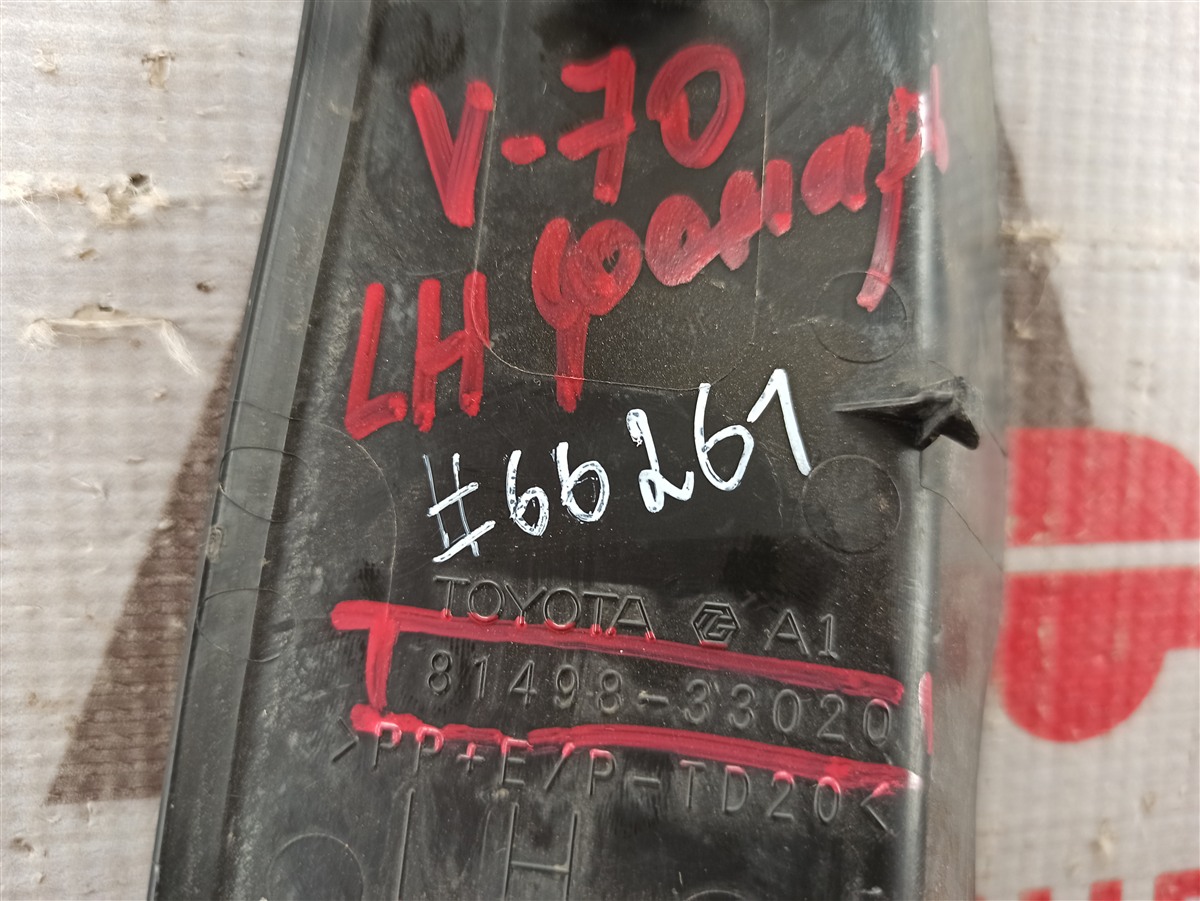 V-70
LH фонарь
#66261
TOYOTA A1
81498-33020
>PP+E/P-TD20<
LH